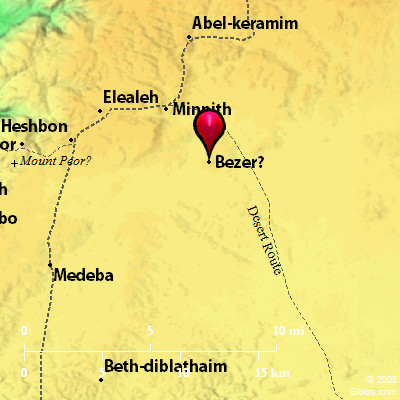 Abel-keramim
Elealeh
Minnith
Heshbon
or
+Mount Peor?
Bezer?
h
bo
Desert Route
Medeba
0 5 10 mi
Beth-diblathaim
0 5 10 15 km
© 2008
Bibles.com